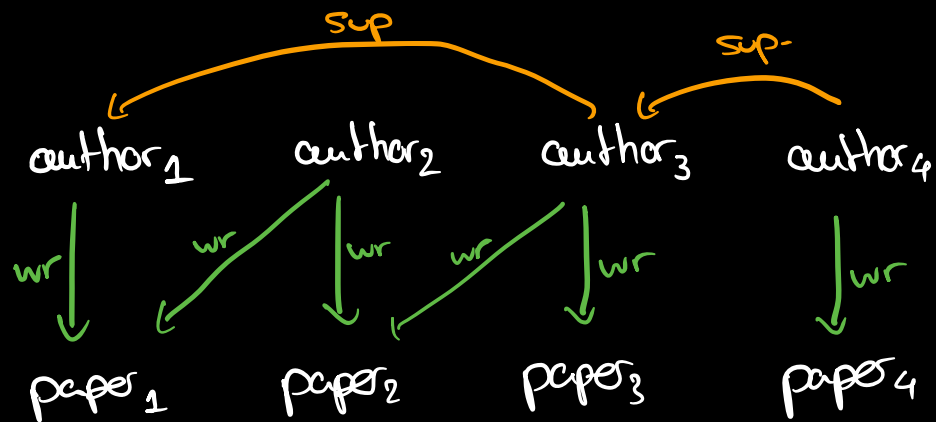 sup
sup-
author1 author2 author3 author4
wr wr wr wr wr wr
paper1 paper2 paper3 paper4